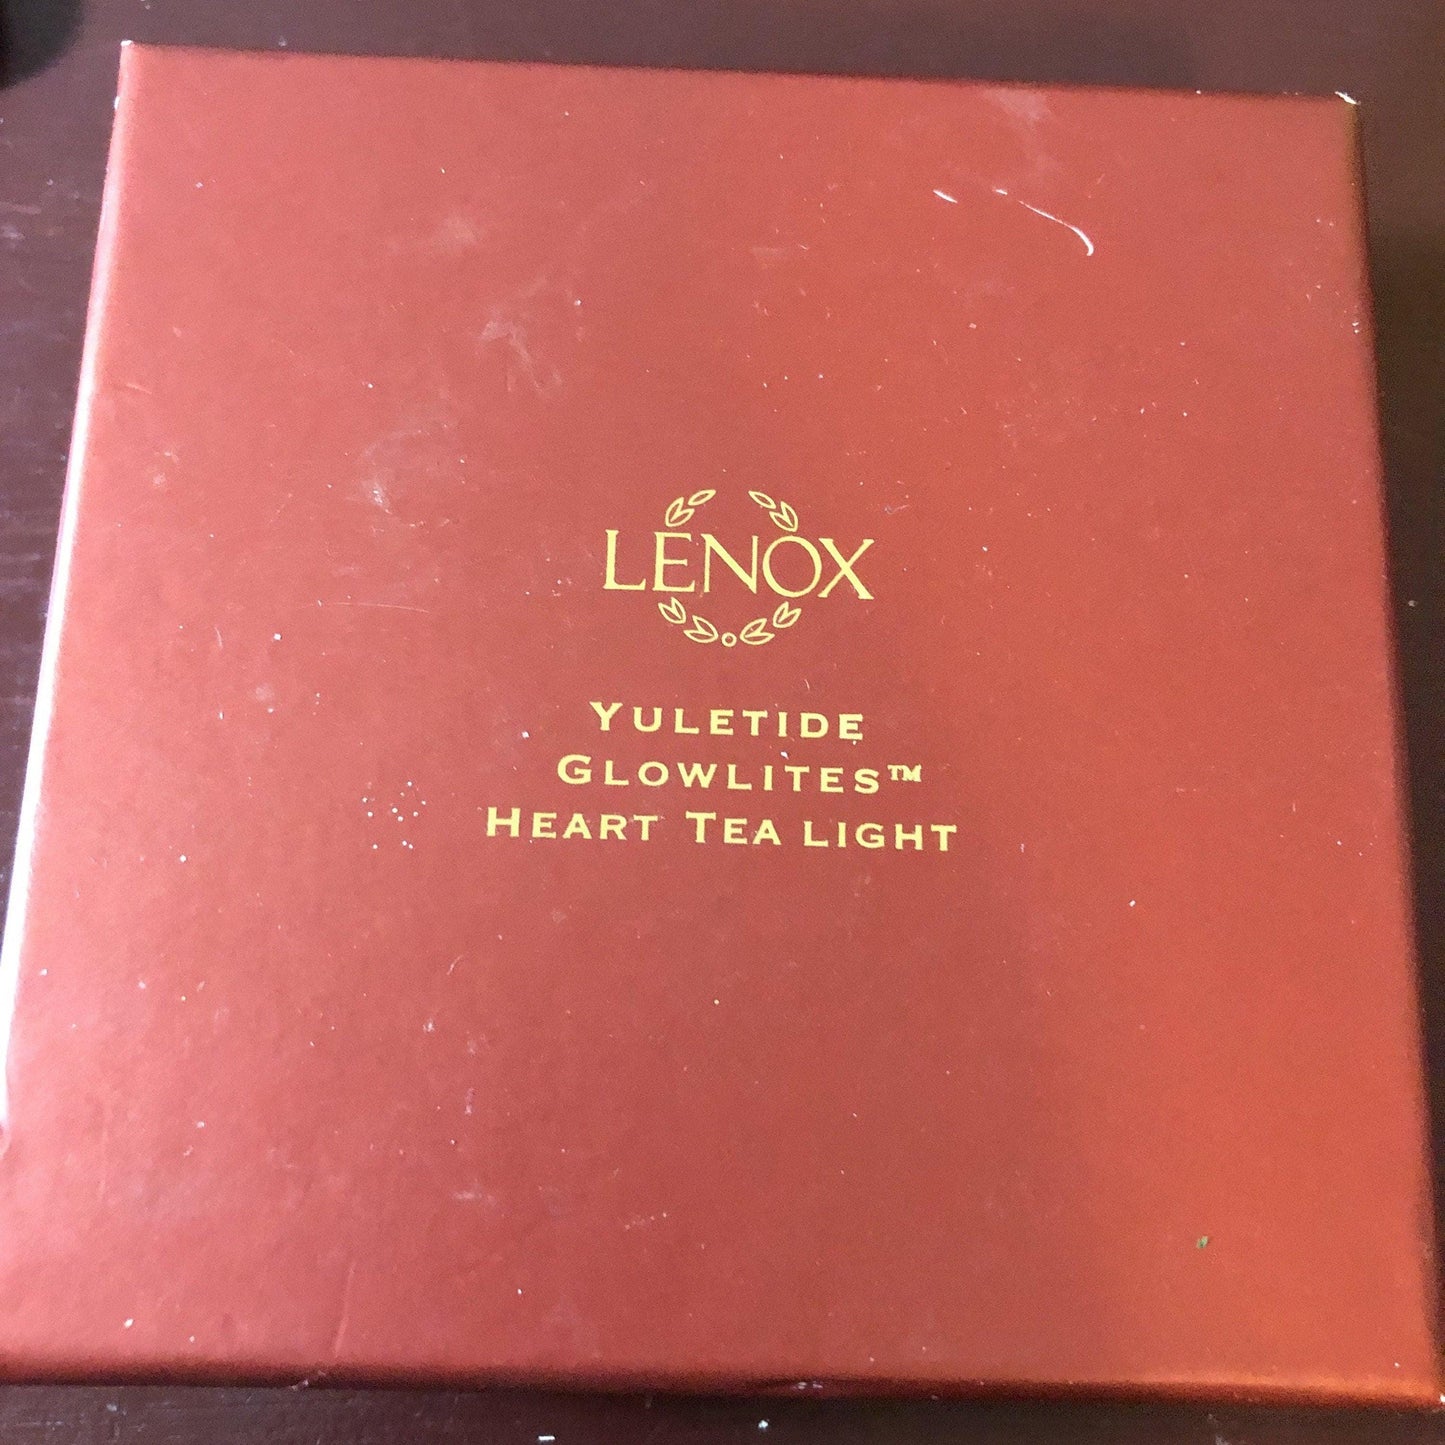 LENOX
YULETIDE
GLOWLITES™
HEART TEA LIGHT